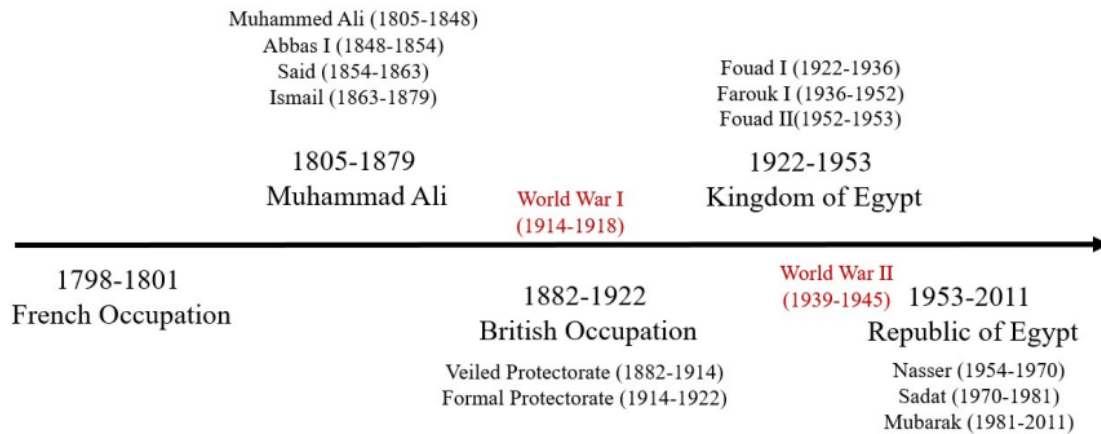 Muhammed Ali (1805-1848)
Abbas I (1848-1854)
Said (1854-1863)
Ismail (1863-1879)
1805-1879
Muhammad Ali
Fouad I (1922-1936)
Farouk I (1936-1952)
Fouad II(1952-1953)
1922-1953
Kingdom of Egypt
World War I
(1914-1918)
1798-1801
French Occupation
1882-1922
British Occupation
Veiled Protectorate (1882-1914)
Formal Protectorate (1914-1922)
World War II
(1939-1945)
1953-2011
Republic of Egypt
Nasser (1954-1970)
Sadat (1970-1981)
Mubarak (1981-2011)